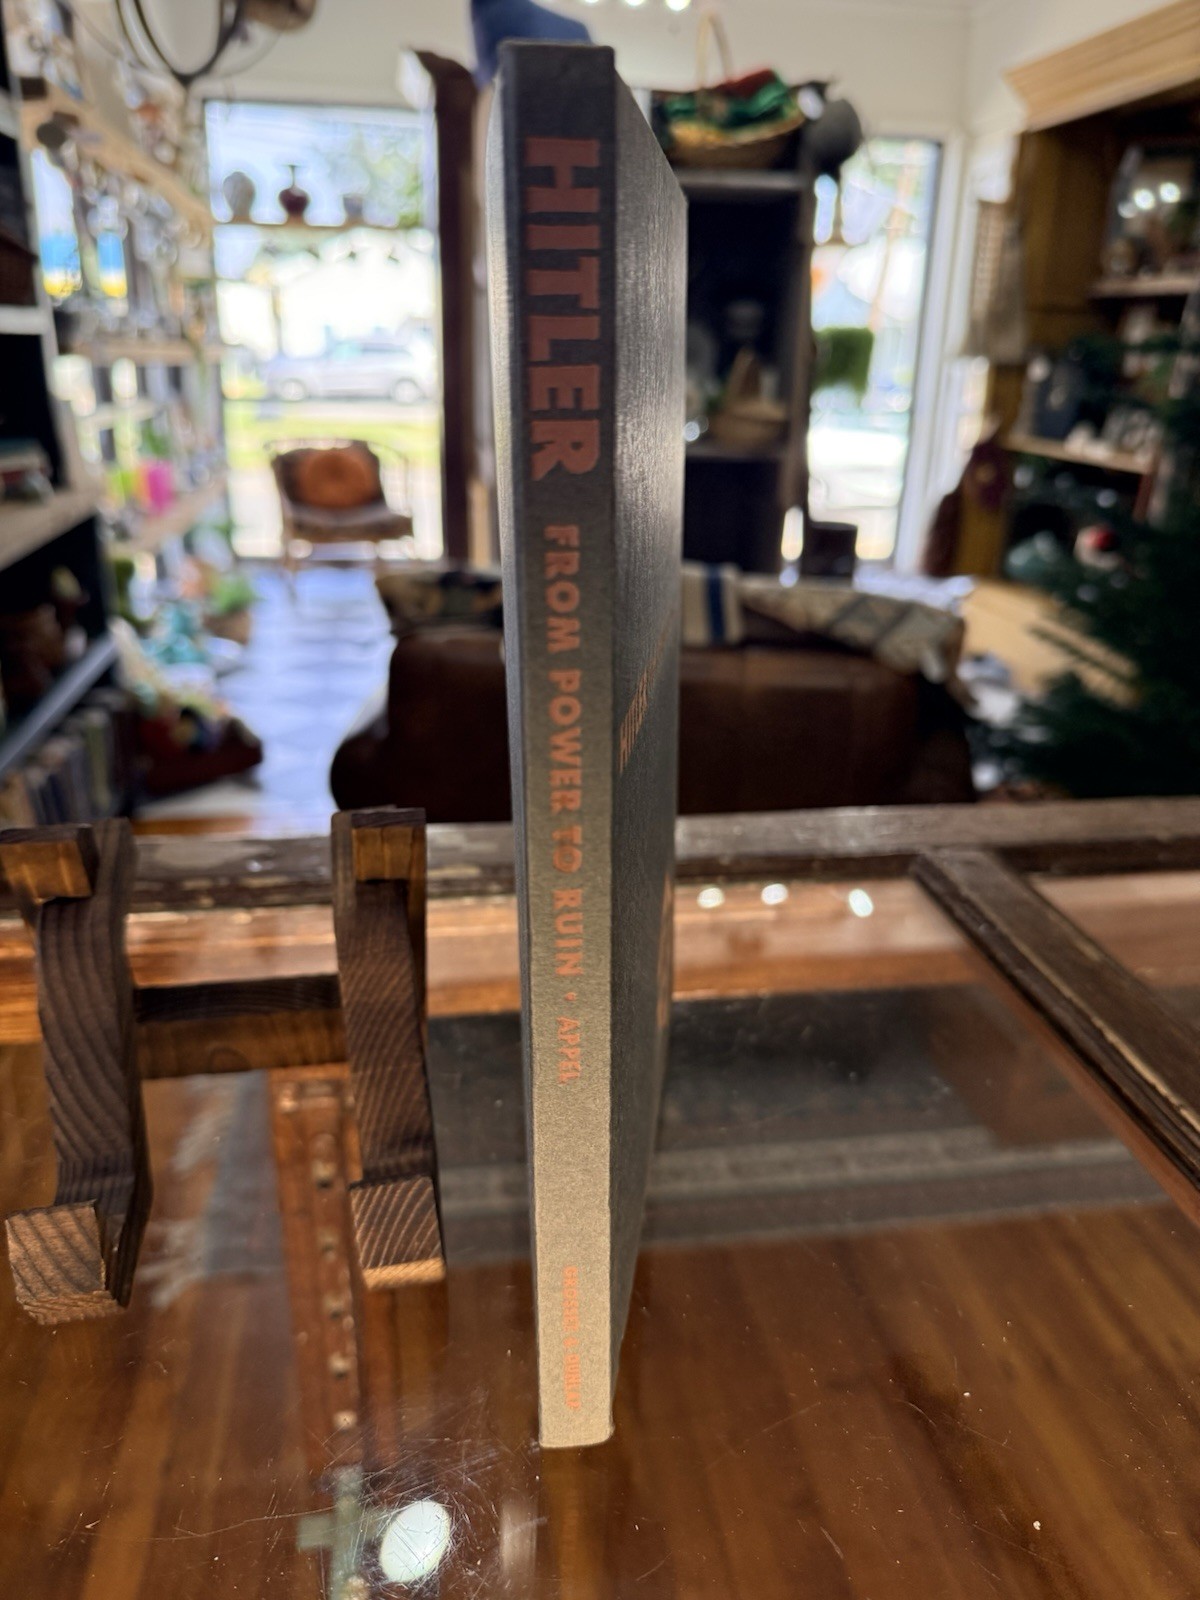 HITLER FROM POWER TO RUIN • APPEL
GROSSET & DUNLAP